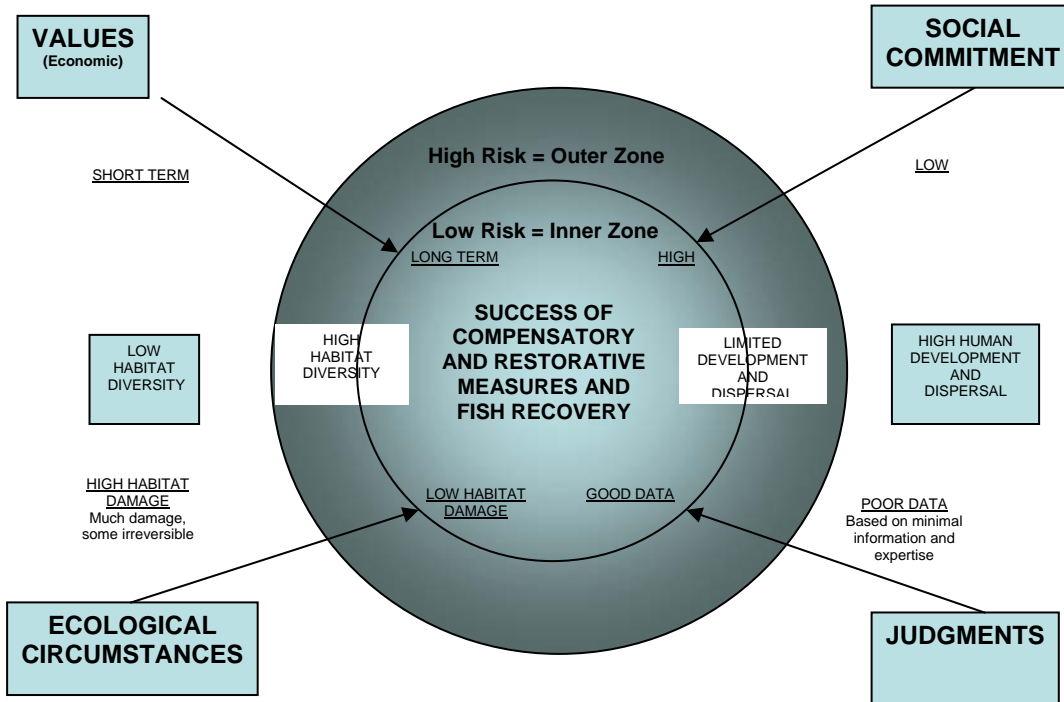 VALUES
(Economic)
SOCIAL
COMMITMENT
High Risk = Outer Zone
SHORT TERM
LOW
Low Risk = Inner Zone
LONG TERM
HIGH
SUCCESS OF
COMPENSATORY
AND RESTORATIVE
MEASURES AND
FISH RECOVERY
LOW
HABITAT
DIVERSITY
HIGH
HABITAT
DIVERSITY
LIMITED
DEVELOPMENT
AND
DISPERSAL
HIGH HUMAN
DEVELOPMENT
AND
DISPERSAL
HIGH HABITAT
DAMAGE
Much damage,
some irreversible
LOW HABITAT
DAMAGE
GOOD DATA
POOR DATA
Based on minimal
information and
expertise
ECOLOGICAL
CIRCUMSTANCES
JUDGMENTS